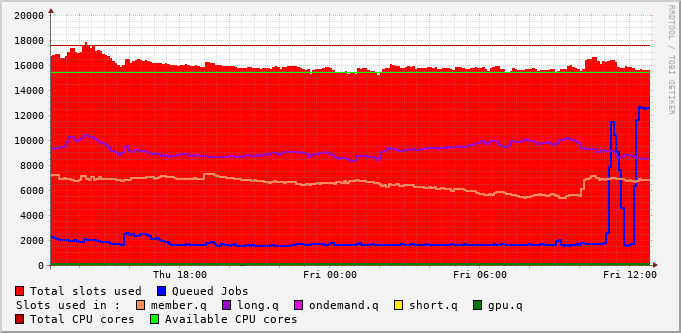 RRDTOOL / TOBI OETIKER
20000
18000
16000
14000
12000
10000
8000
6000
4000
2000
0
Thu 18:00 Fri 00:00 Fri 06:00 Fri 12:00
Total slots used Queued Jobs
Slots used in : member.q long.q ondemand.q short.q gpu.q
Total CPU cores Available CPU cores